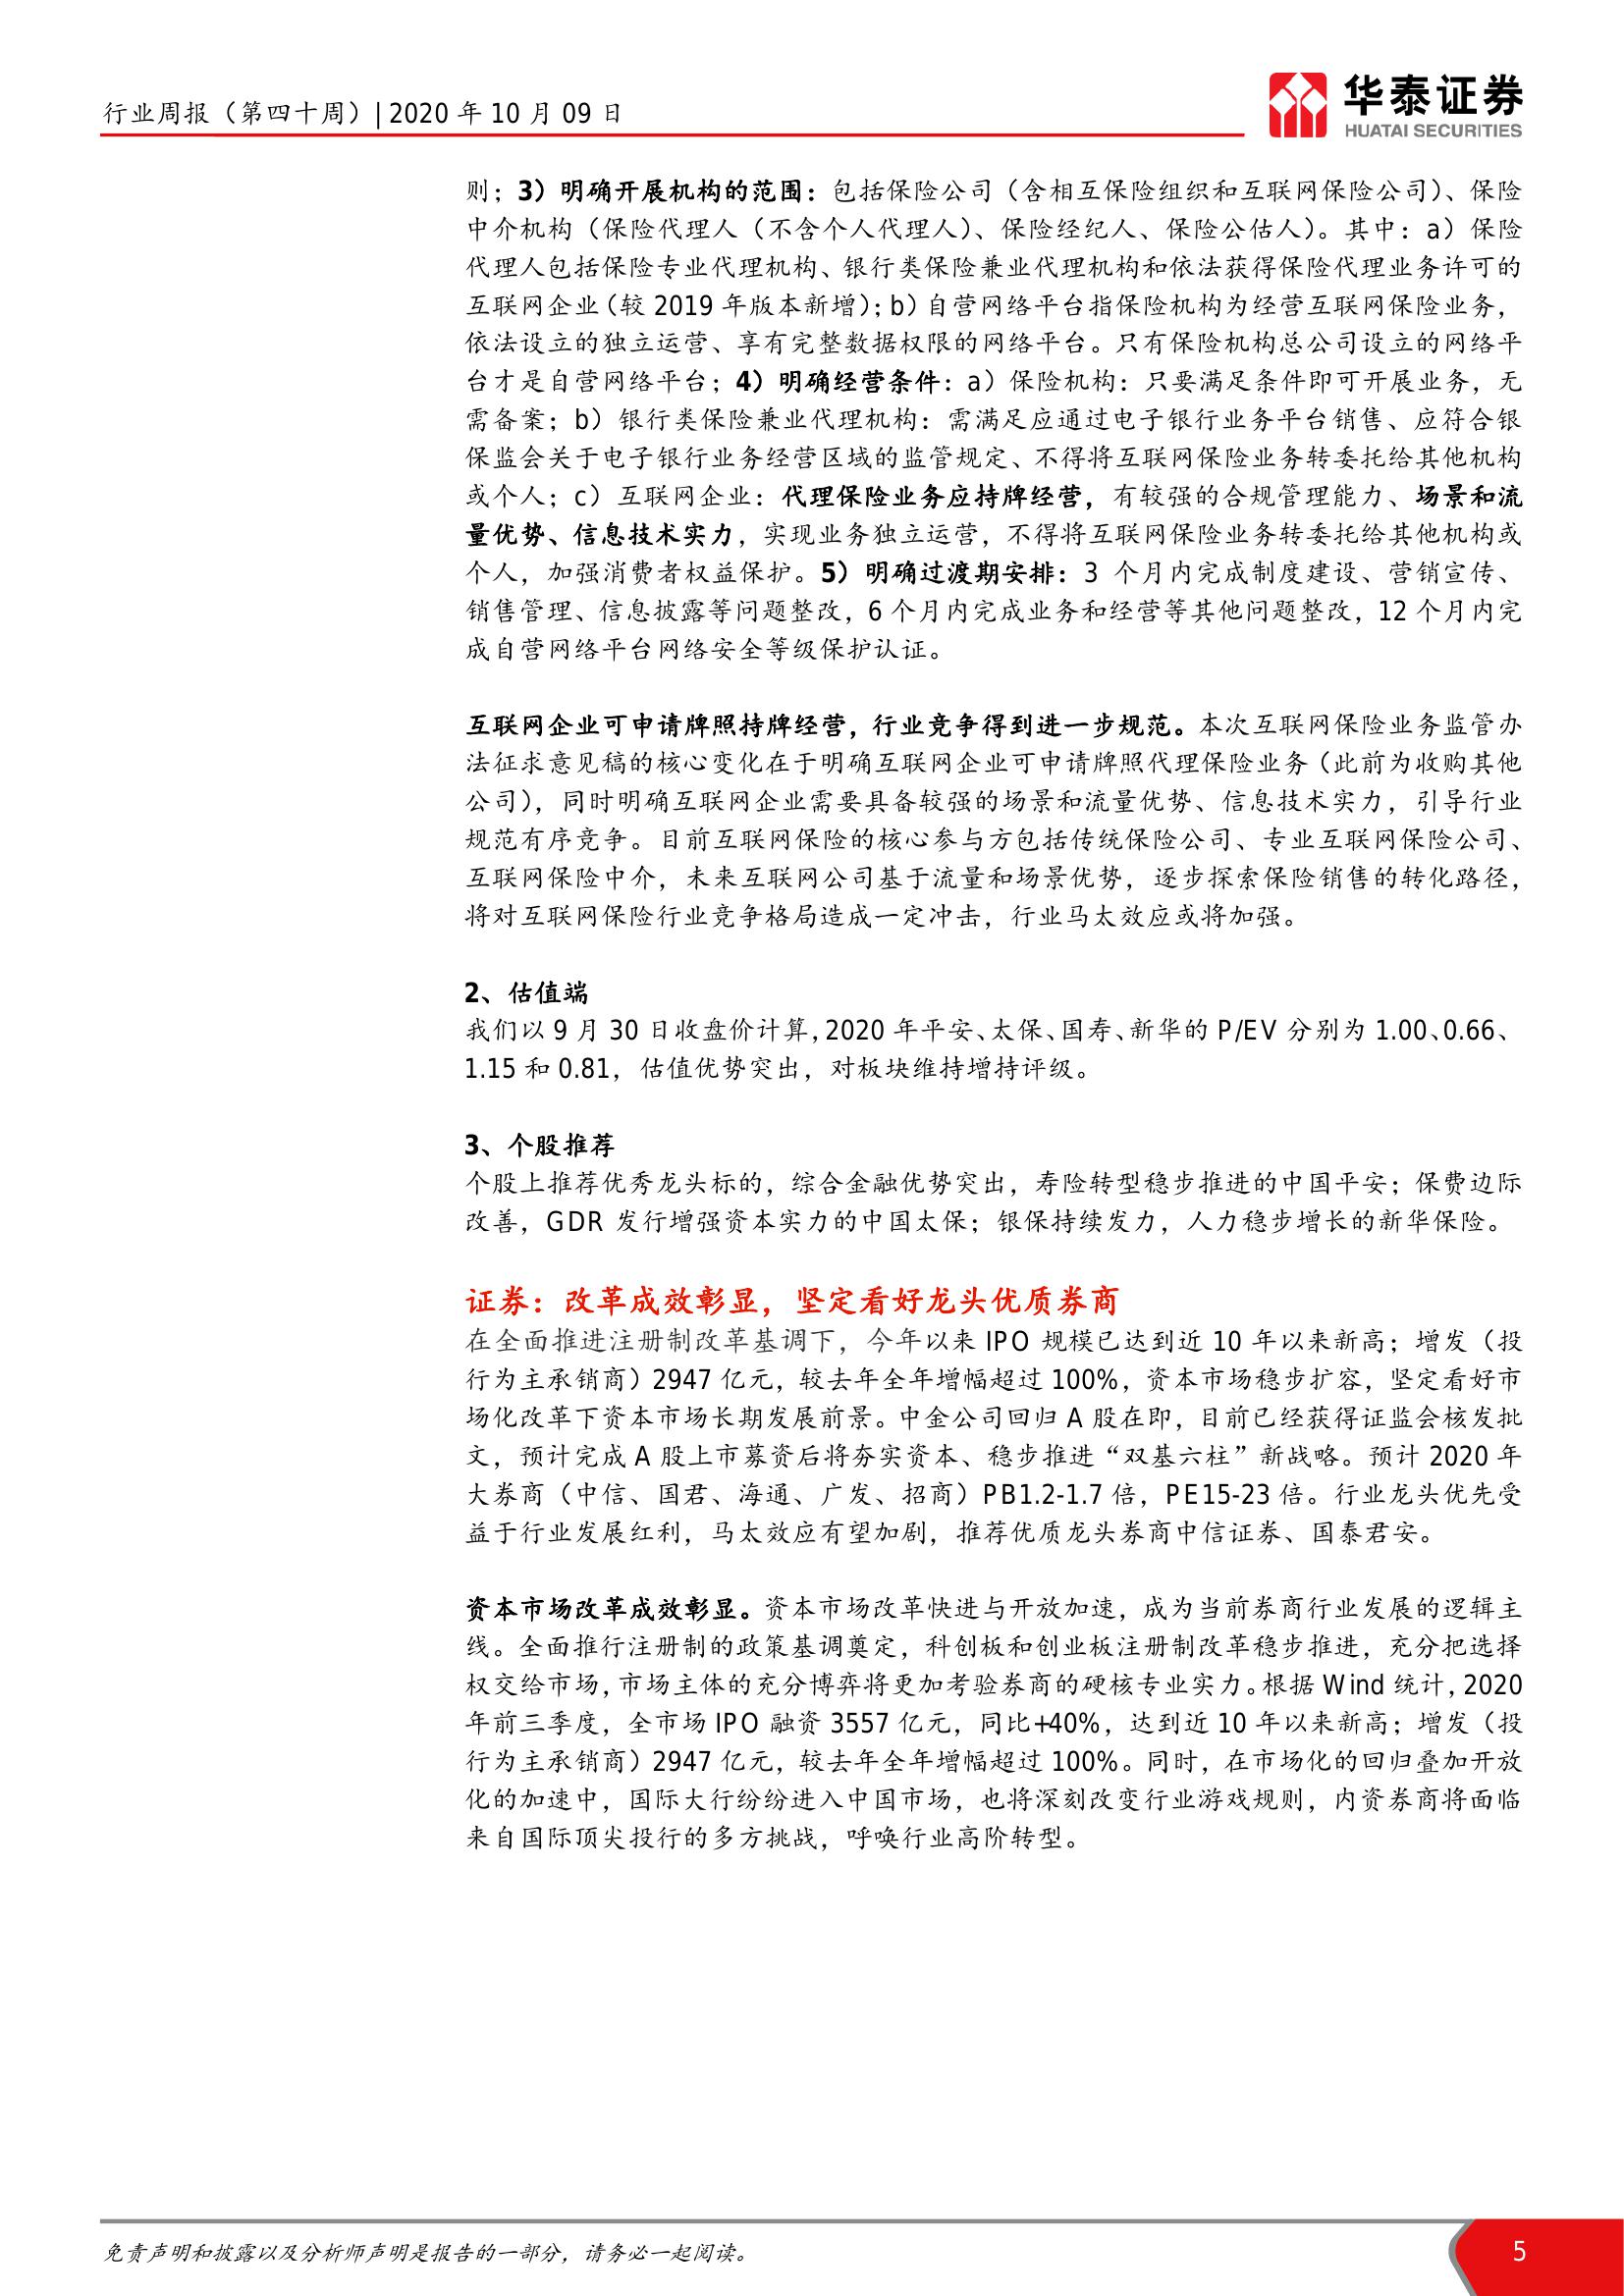 行业周报（第四十周）| 2020 年 10 月 09 日
华泰证券
HUATAI SECURITIES
则；3）明确开展机构的范围：包括保险公司（含相互保险组织和互联网保险公司）、保险
中介机构（保险代理人（不含个人代理人）、保险经纪人、保险公估人）。其中：a）保险
代理人包括保险专业代理机构、银行类保险兼业代理机构和依法获得保险代理业务许可的
互联网企业（较 2019 年版本新增）；b）自营网络平台指保险机构为经营互联网保险业务，
依法设立的独立运营、享有完整数据权限的网络平台。只有保险机构总公司设立的网络平
台才是自营网络平台；4）明确经营条件：a）保险机构：只要满足条件即可开展业务，无
需备案；b）银行类保险兼业代理机构：需满足应通过电子银行业务平台销售、应符合银
保监会关于电子银行业务经营区域的监管规定、不得将互联网保险业务转委托给其他机构
或个人；c）互联网企业：代理保险业务应持牌经营，有较强的合规管理能力、场景和流
量优势、信息技术实力，实现业务独立运营，不得将互联网保险业务转委托给其他机构或
个人，加强消费者权益保护。5）明确过渡期安排：3 个月内完成制度建设、营销宣传、
销售管理、信息披露等问题整改，6 个月内完成业务和经营等其他问题整改，12 个月内完
成自营网络平台网络安全等级保护认证。
互联网企业可申请牌照持牌经营，行业竞争得到进一步规范。本次互联网保险业务监管办
法征求意见稿的核心变化在于明确互联网企业可申请牌照代理保险业务（此前为收购其他
公司），同时明确互联网企业需要具备较强的场景和流量优势、信息技术实力，引导行业
规范有序竞争。目前互联网保险的核心参与方包括传统保险公司、专业互联网保险公司、
互联网保险中介，未来互联网公司基于流量和场景优势，逐步探索保险销售的转化路径，
将对互联网保险行业竞争格局造成一定冲击，行业马太效应或将加强。
2、估值端
我们以 9 月 30 日收盘价计算，2020 年平安、太保、国寿、新华的 P/EV 分别为 1.00、0.66、
1.15 和 0.81，估值优势突出，对板块维持增持评级。
3、个股推荐
个股上推荐优秀龙头标的，综合金融优势突出，寿险转型稳步推进的中国平安；保费边际
改善，GDR 发行增强资本实力的中国太保；银保持续发力，人力稳步增长的新华保险。
证券：改革成效彰显，坚定看好龙头优质券商
在全面推进注册制改革基调下，今年以来 IPO 规模已达到近 10 年以来新高；增发（投
行为主承销商）2947 亿元，较去年全年增幅超过 100%，资本市场稳步扩容，坚定看好市
场化改革下资本市场长期发展前景。中金公司回归 A 股在即，目前已经获得证监会核发批
文，预计完成 A 股上市募资后将夯实资本、稳步推进“双基六柱”新战略。预计 2020 年
大券商（中信、国君、海通、广发、招商）PB1.2-1.7 倍，PE15-23 倍。行业龙头优先受
益于行业发展红利，马太效应有望加剧，推荐优质龙头券商中信证券、国泰君安。
资本市场改革成效彰显。资本市场改革快进与开放加速，成为当前券商行业发展的逻辑主
线。全面推行注册制的政策基调奠定，科创板和创业板注册制改革稳步推进，充分把选择
权交给市场，市场主体的充分博弈将更加考验券商的硬核专业实力。根据 Wind 统计，2020
年前三季度，全市场 IPO 融资 3557 亿元，同比+40%，达到近 10 年以来新高；增发（投
行为主承销商）2947 亿元，较去年全年增幅超过 100%。同时，在市场化的回归叠加开放
化的加速中，国际大行纷纷进入中国市场，也将深刻改变行业游戏规则，内资券商将面临
来自国际顶尖投行的多方挑战，呼唤行业高阶转型。
免责声明和披露以及分析师声明是报告的一部分，请务必一起阅读。
5